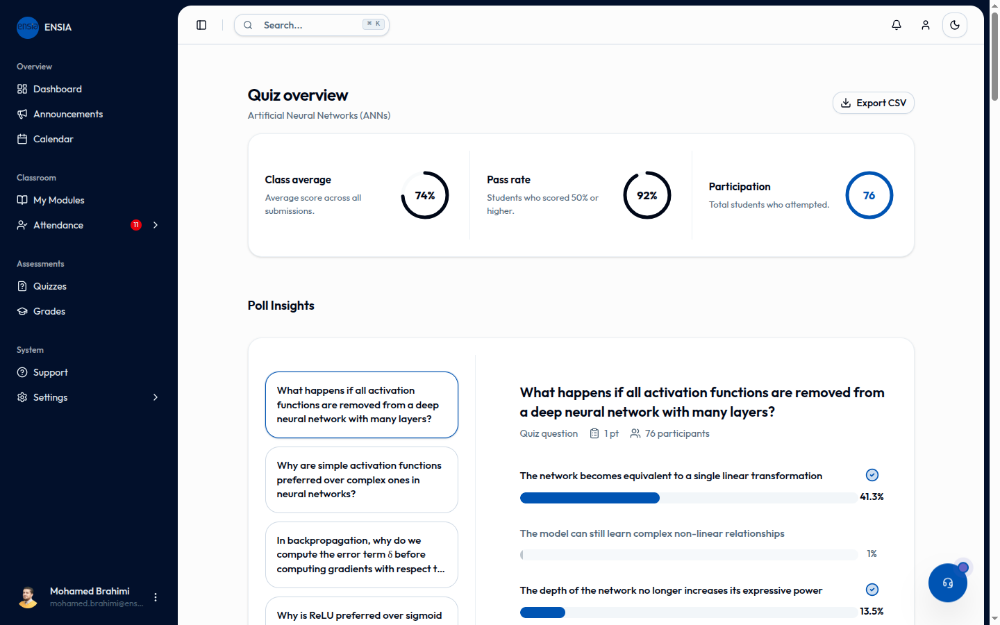 ensia
ENSIA
Overview
Dashboard
Announcements
Calendar
Classroom
My Modules
Attendance
11
Assessments
Quizzes
Grades
System
Support
Settings
Mohamed Brahimi
mohamed.brahimi@ens...
Search...
⌘ K
Quiz overview
Artificial Neural Networks (ANNs)
Export CSV
Class average
Average score across all
submissions.
74%
Pass rate
Students who scored 50% or
higher.
92%
Participation
Total students who attempted.
76
Poll Insights
What happens if all activation
functions are removed from a deep
neural network with many layers?
Why are simple activation functions
preferred over complex ones in
neural networks?
In backpropagation, why do we
compute the error term δ before
computing gradients with respect t...
Why is ReLU preferred over sigmoid
What happens if all activation functions are removed from
a deep neural network with many layers?
Quiz question
1 pt
76 participants
The network becomes equivalent to a single linear transformation
41.3%
The model can still learn complex non-linear relationships
1%
The depth of the network no longer increases its expressive power
13.5%